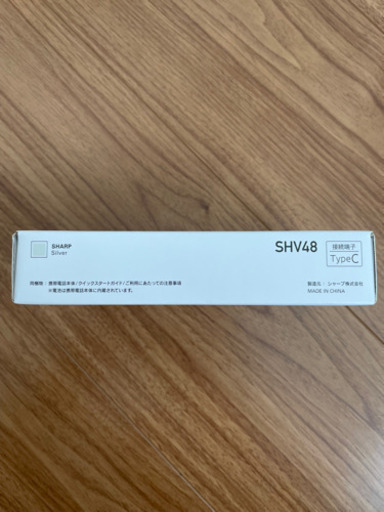 SHARP
Silver
SHV48
接続端子
TypeC
同梱物：携帯電話本体/クイックスタートガイド/ご利用にあたっての注意事項
※電池は携帯電話本体に内蔵されています。
製造元：シャープ株式会社
MADE IN CHINA